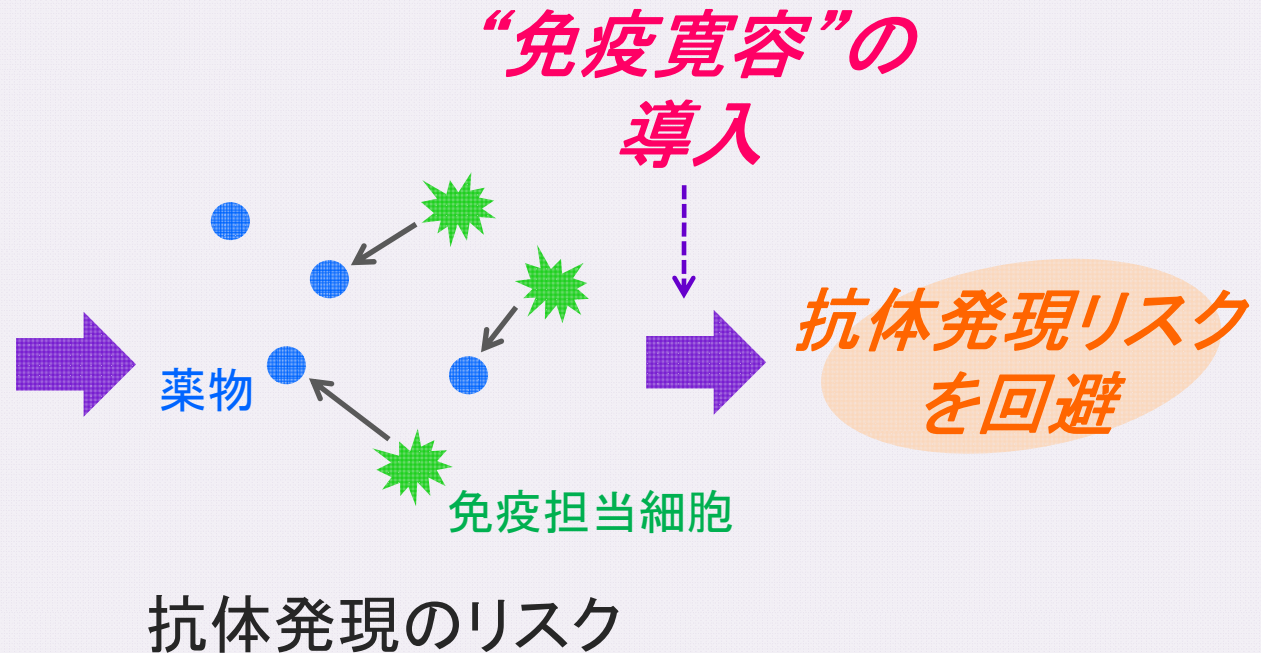 “免疫寛容”の
導入
薬物
免疫担当細胞
抗体発現リスク
を回避
抗体発現のリスク